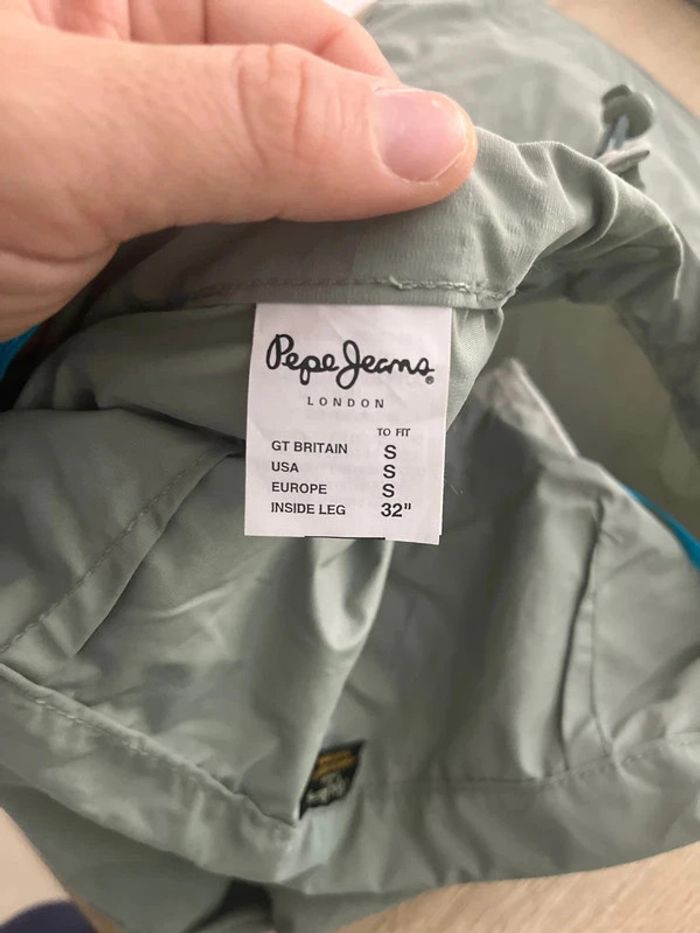 Pepe Jeans®
LONDON
TO FIT
GT BRITAIN S
USA S
EUROPE S
INSIDE LEG 32"